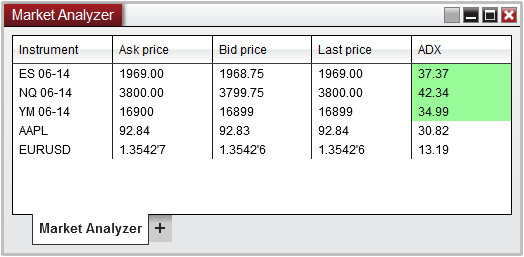 Market Analyzer
Instrument Ask price Bid price Last price ADX
ES 06-14 1969.00 1968.75 1969.00 37.37
NQ 06-14 3800.00 3799.75 3800.00 42.34
YM 06-14 16900 16899 16899 34.99
AAPL 92.84 92.83 92.84 30.82
EURUSD 1.3542'7 1.3542'6 1.3542'6 13.19
Market Analyzer +